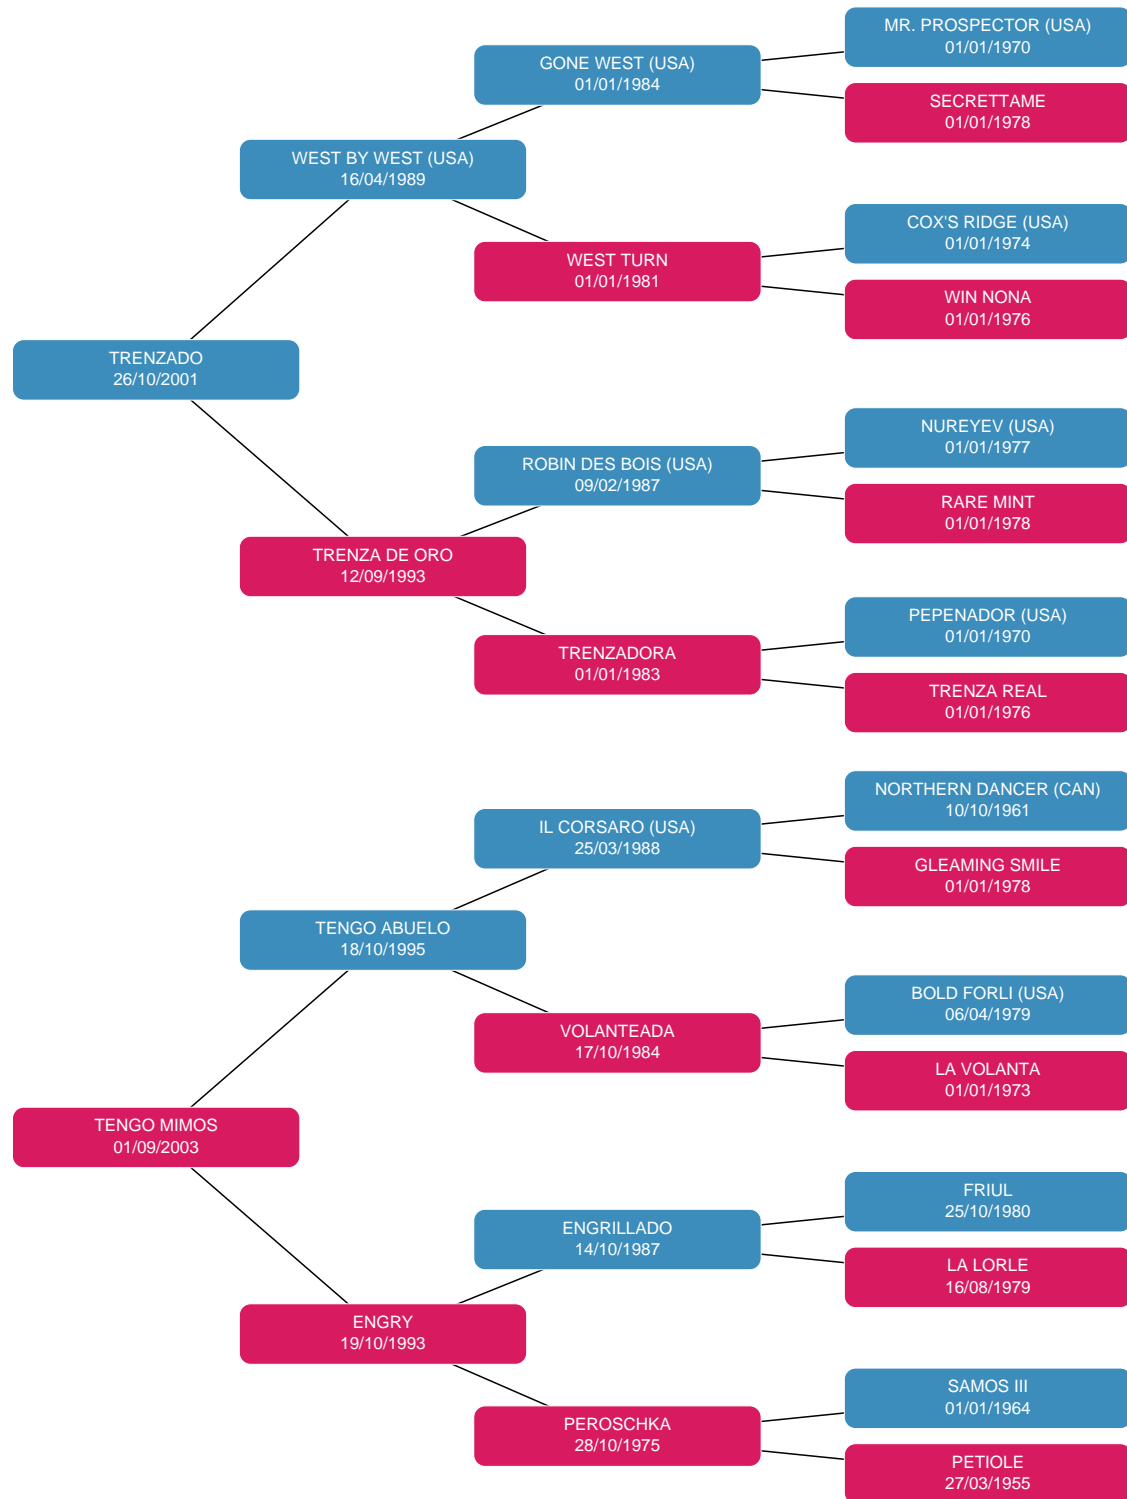 MR. PROSPECTOR (USA)
01/01/1970
GONE WEST (USA)
01/01/1984
SECRETTAME
01/01/1978
WEST BY WEST (USA)
16/04/1989
COX'S RIDGE (USA)
01/01/1974
WEST TURN
01/01/1981
WIN NONA
01/01/1976
TRENZADO
26/10/2001
NUREYEV (USA)
01/01/1977
ROBIN DES BOIS (USA)
09/02/1987
RARE MINT
01/01/1978
TRENZA DE ORO
12/09/1993
PEPENADOR (USA)
01/01/1970
TRENZADORA
01/01/1983
TRENZA REAL
01/01/1976
NORTHERN DANCER (CAN)
10/10/1961
IL CORSARO (USA)
25/03/1988
GLEAMING SMILE
01/01/1978
TENGO ABUELO
18/10/1995
BOLD FORLI (USA)
06/04/1979
VOLANTEADA
17/10/1984
LA VOLANTA
01/01/1973
TENGO MIMOS
01/09/2003
FRIUL
25/10/1980
ENGRILLADO
14/10/1987
LA LORLE
16/08/1979
ENGRY
19/10/1993
SAMOS III
01/01/1964
PEROSCHKA
28/10/1975
PETIOLE
27/03/1955